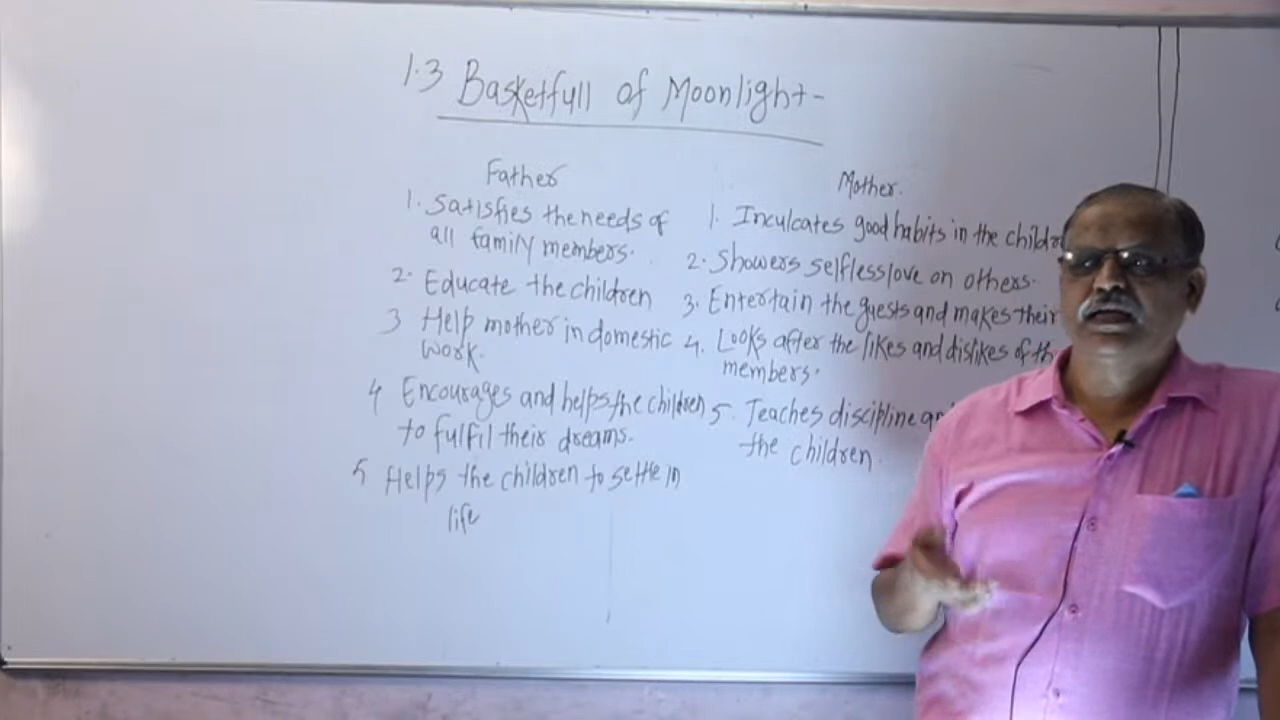 1.3 Basketfull of Moonlight-
Father
1. Satisfies the needs of
all family members.
2. Educate the children
3 Help mother in domestic
work.
4 Encourages and helps the children
to fulfil their dreams.
5 Helps the children to settle in
life
Mother.
1. Inculcates good habits in the
2. Showers selfless love on others.
3. Entertain the guests and makes their
4. Looks after the likes and dislikes of
members.
5. Teaches discipline
the children.